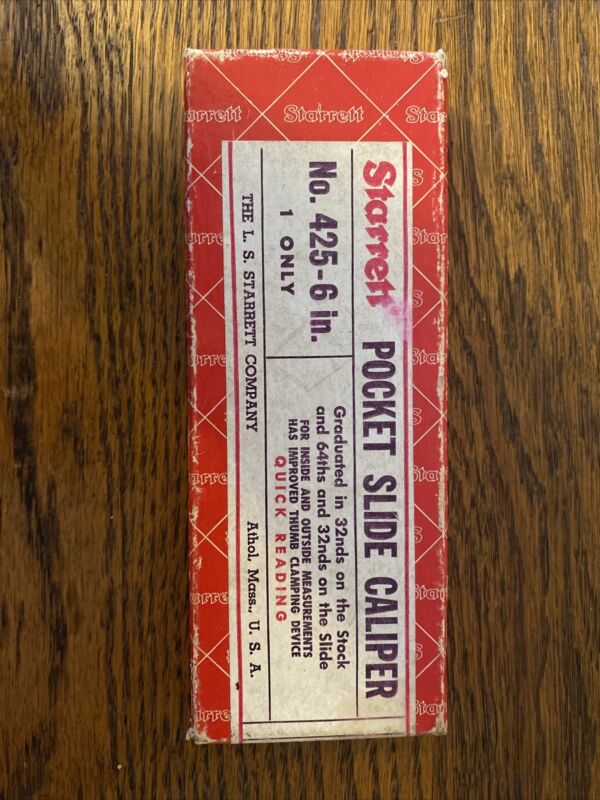 Starrett
Starrett POCKET SLIDE CALIPER
No. 425-6 in.
1 ONLY
Graduated in 32nds on the Stock
and 64ths and 32nds on the Slide
FOR INSIDE AND OUTSIDE MEASUREMENTS
HAS IMPROVED THUMB CLAMPING DEVICE
QUICK READING
THE L. S. STARRETT COMPANY Athol, Mass., U. S. A.